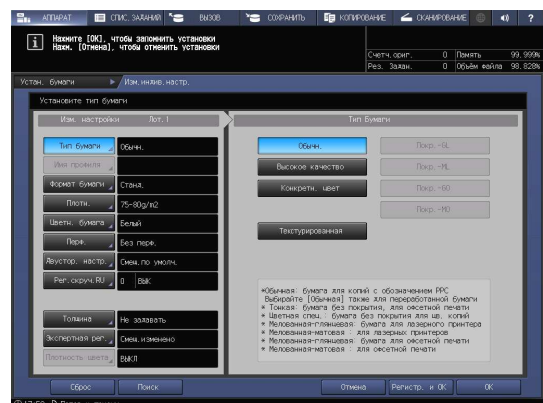 АППАРАТ
СПИС. ЗАДАНИЙ
ВЫЗОВ
СОХРАНИТЬ
КОПИРОВАНИЕ
СКАНИРОВАНИЕ
?
Нажмите [OK], чтобы запомнить установки
Нажм. [Отмена], чтобы отменить установки
Счетч.ориг. 0 Память 99.999%
Рез. Задан. 0 Объём файла 98.828%
Устан. бумаги
Изм.индив.настр.
Установите тип бумаги
Изм. настройки Лот.1
Тип бумаги
Тип бумаги Обычн.
Имя профиля
Формат бумаги Станд.
Плотн. 75-80g/m2
Цветн. бумага Белый
Перф. Без перф.
Двустор. настр. Смещ.по умолч.
Рег.скруч.RU 0 ВЫК
Толщина Не задавать
Экспертная рег. Смещ.изменено
Плотность цвета ВЫКЛ
Обычн.
Высокое качество
Конкретн. цвет
Текстурированная
Покр.-GL
Покр.-ML
Покр.-GO
Покр.-MO
*Обычная: бумага для копий с обозначением PPC
Выбирайте [Обычная] также для переработанной бумаги
* Тонкая: бумага без покрытия, для офсетной печати
* Цветная спец.: бумага без покрытия для цв. копий
* Мелованная-глянцевая: бумага для лазерного принтера
* Мелованная-матовая : для лазерных принтеров
* Мелованная-глянцевая: бумага для офсетной печати
* Мелованная-матовая : для офсетной печати
Сброс
Поиск
Отмена
Регистр. и OK
OK